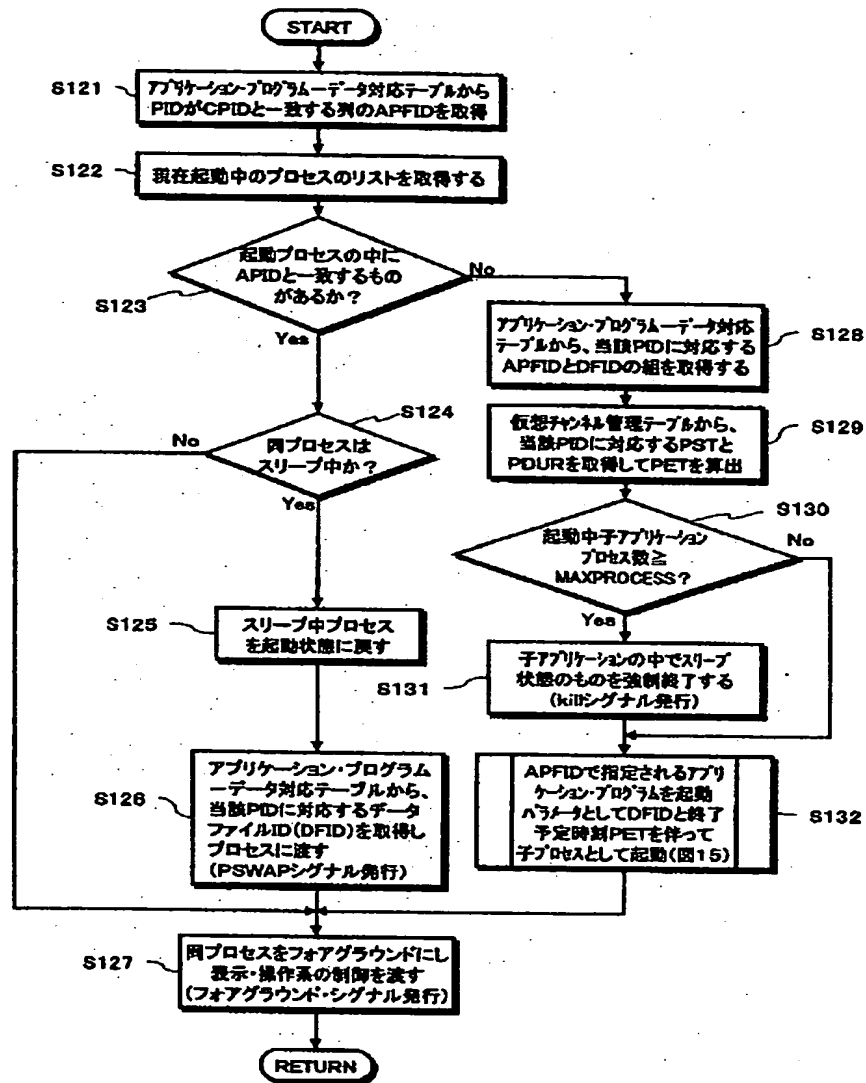 START
S121
アプリケーション・プログラムーデータ対応テーブルから
PIDがCPIDと一致する列のAPFIDを取得
S122
現在起動中のプロセスのリストを取得する
起動プロセスの中に
APIDと一致するもの
があるか?
S123
No
Yes
アプリケーション・プログラムーデータ対応
テーブルから、当該PIDに対応する
APFIDとDFIDの組を取得する
S128
S124
同プロセスは
スリープ中か?
No
Yes
仮想チャンネル管理テーブルから、
当該PIDに対応するPSTと
PDURを取得してPETを算出
S129
S130
起動中子アプリケーション
プロセス数≧
MAXPROCESS?
No
Yes
S125
スリープ中プロセス
を起動状態に戻す
子アプリケーションの中でスリープ
状態のものを強制終了する
(killシグナル発行)
S131
S126
アプリケーション・プログラム
ーデータ対応テーブルから、
当該PIDに対応するデータ
ファイルID(DFID)を取得し
プロセスに渡す
(PSWAPシグナル発行)
APFIDで指定されるアプリ
ケーション・プログラムを起動
パラメータとしてDFIDと終了
予定時刻PETを伴って
子プロセスとして起動(図15)
S132
S127
同プロセスをフォアグラウンドにし
表示・操作系の制御を渡す
(フォアグラウンド・シグナル発行)
RETURN